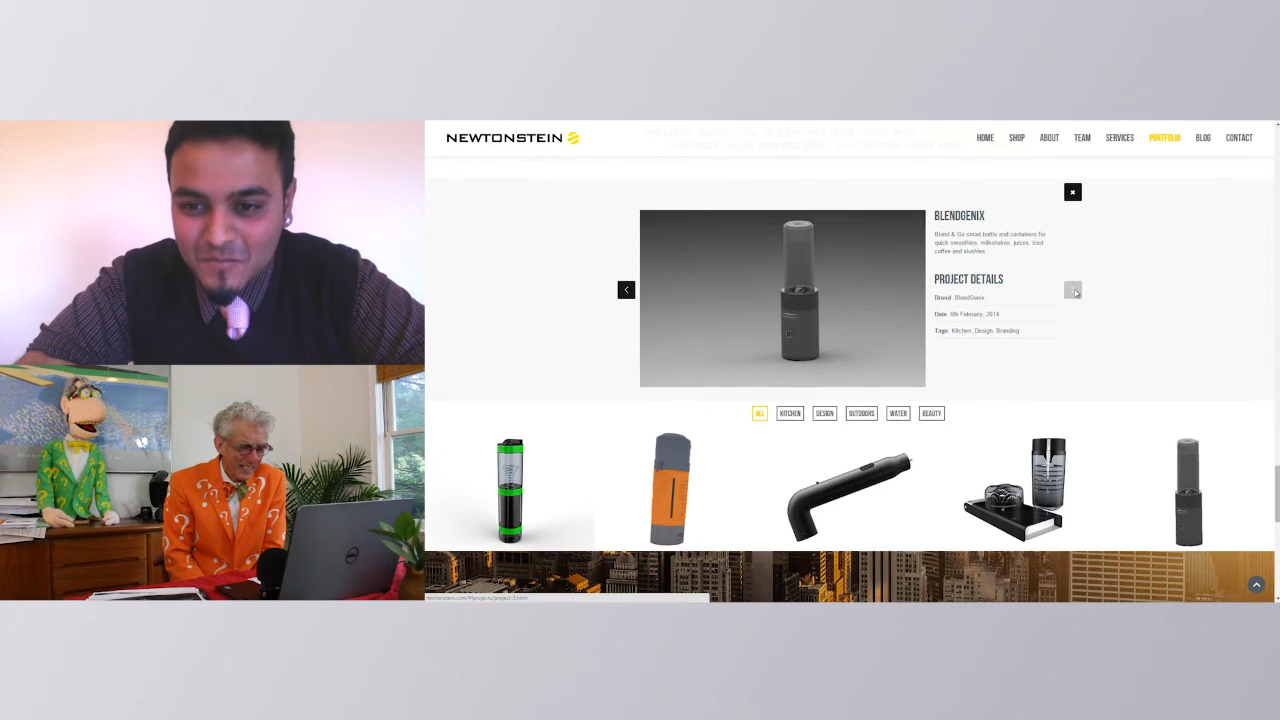 NEWTONSTEIN
HOME SHOP ABOUT TEAM SERVICES PORTFOLIO BLOG CONTACT
BLENDGENIX
Blend & Go smart bottle and containers for
quick smoothies, milkshakes, juices, iced
coffee and slushies.
PROJECT DETAILS
Brand: BlendGenix
Date: 6th February, 2014
Tags: Kitchen, Design, Branding
ALL KITCHEN DESIGN OUTDOORS WATER BEAUTY
DELL